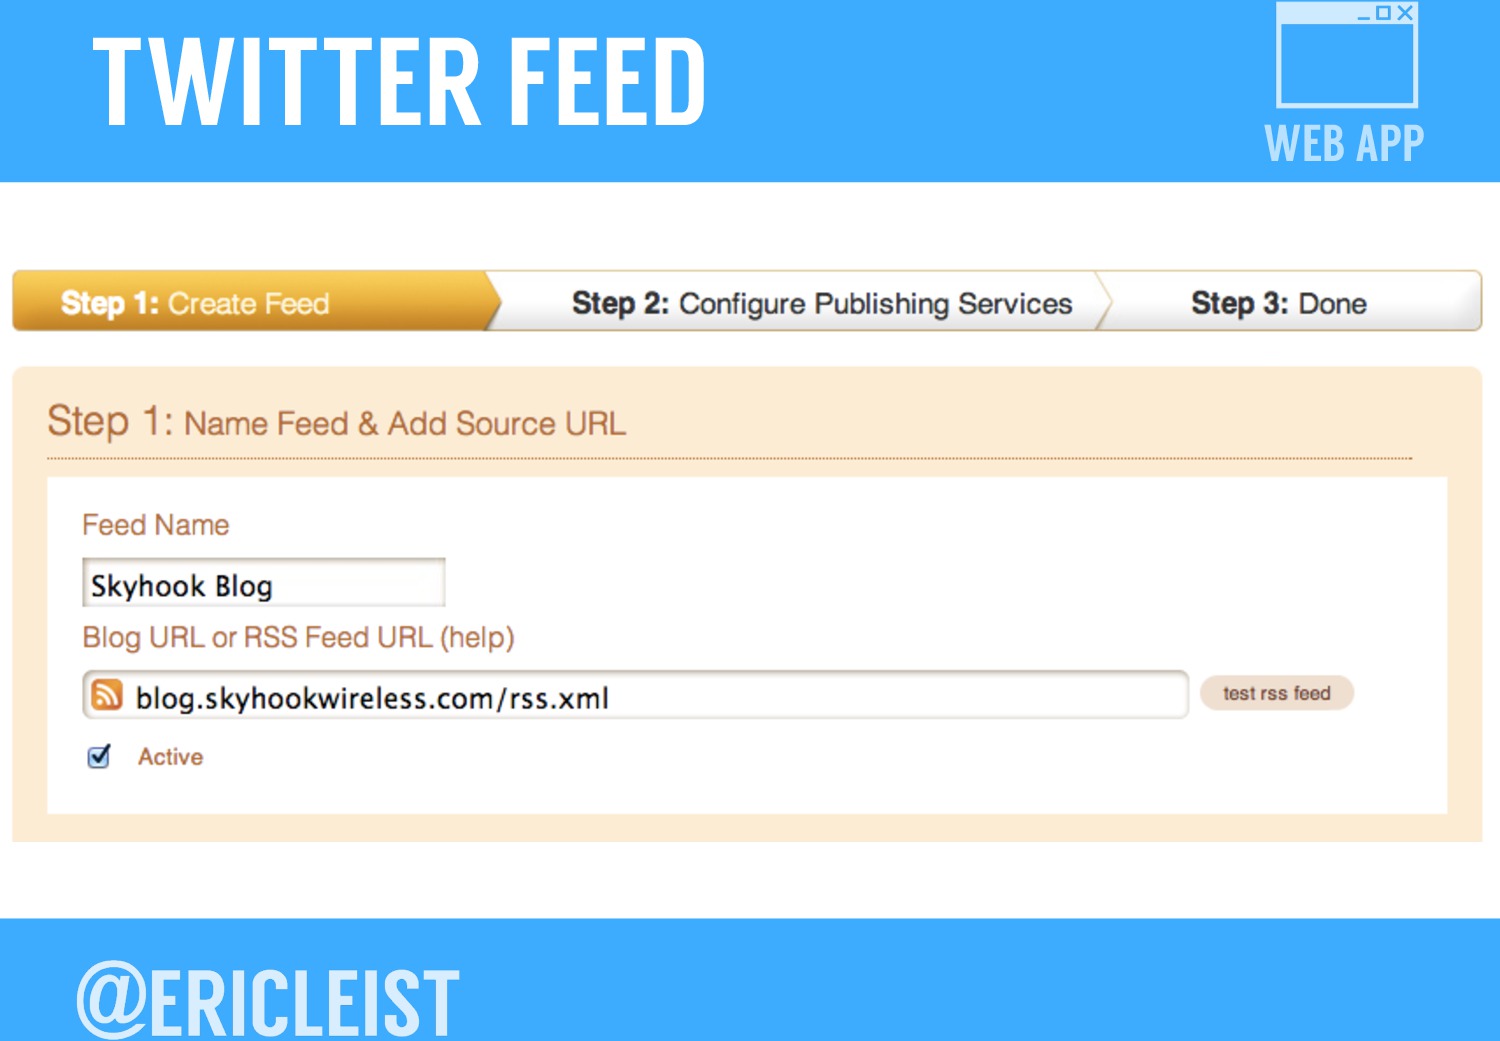 TWITTER FEED
WEB APP
Step 1: Create Feed
Step 2: Configure Publishing Services
Step 3: Done
Step 1: Name Feed & Add Source URL
Feed Name
Skyhook Blog
Blog URL or RSS Feed URL (help)
blog.skyhookwireless.com/rss.xml
test rss feed
Active
@ERICLEIST